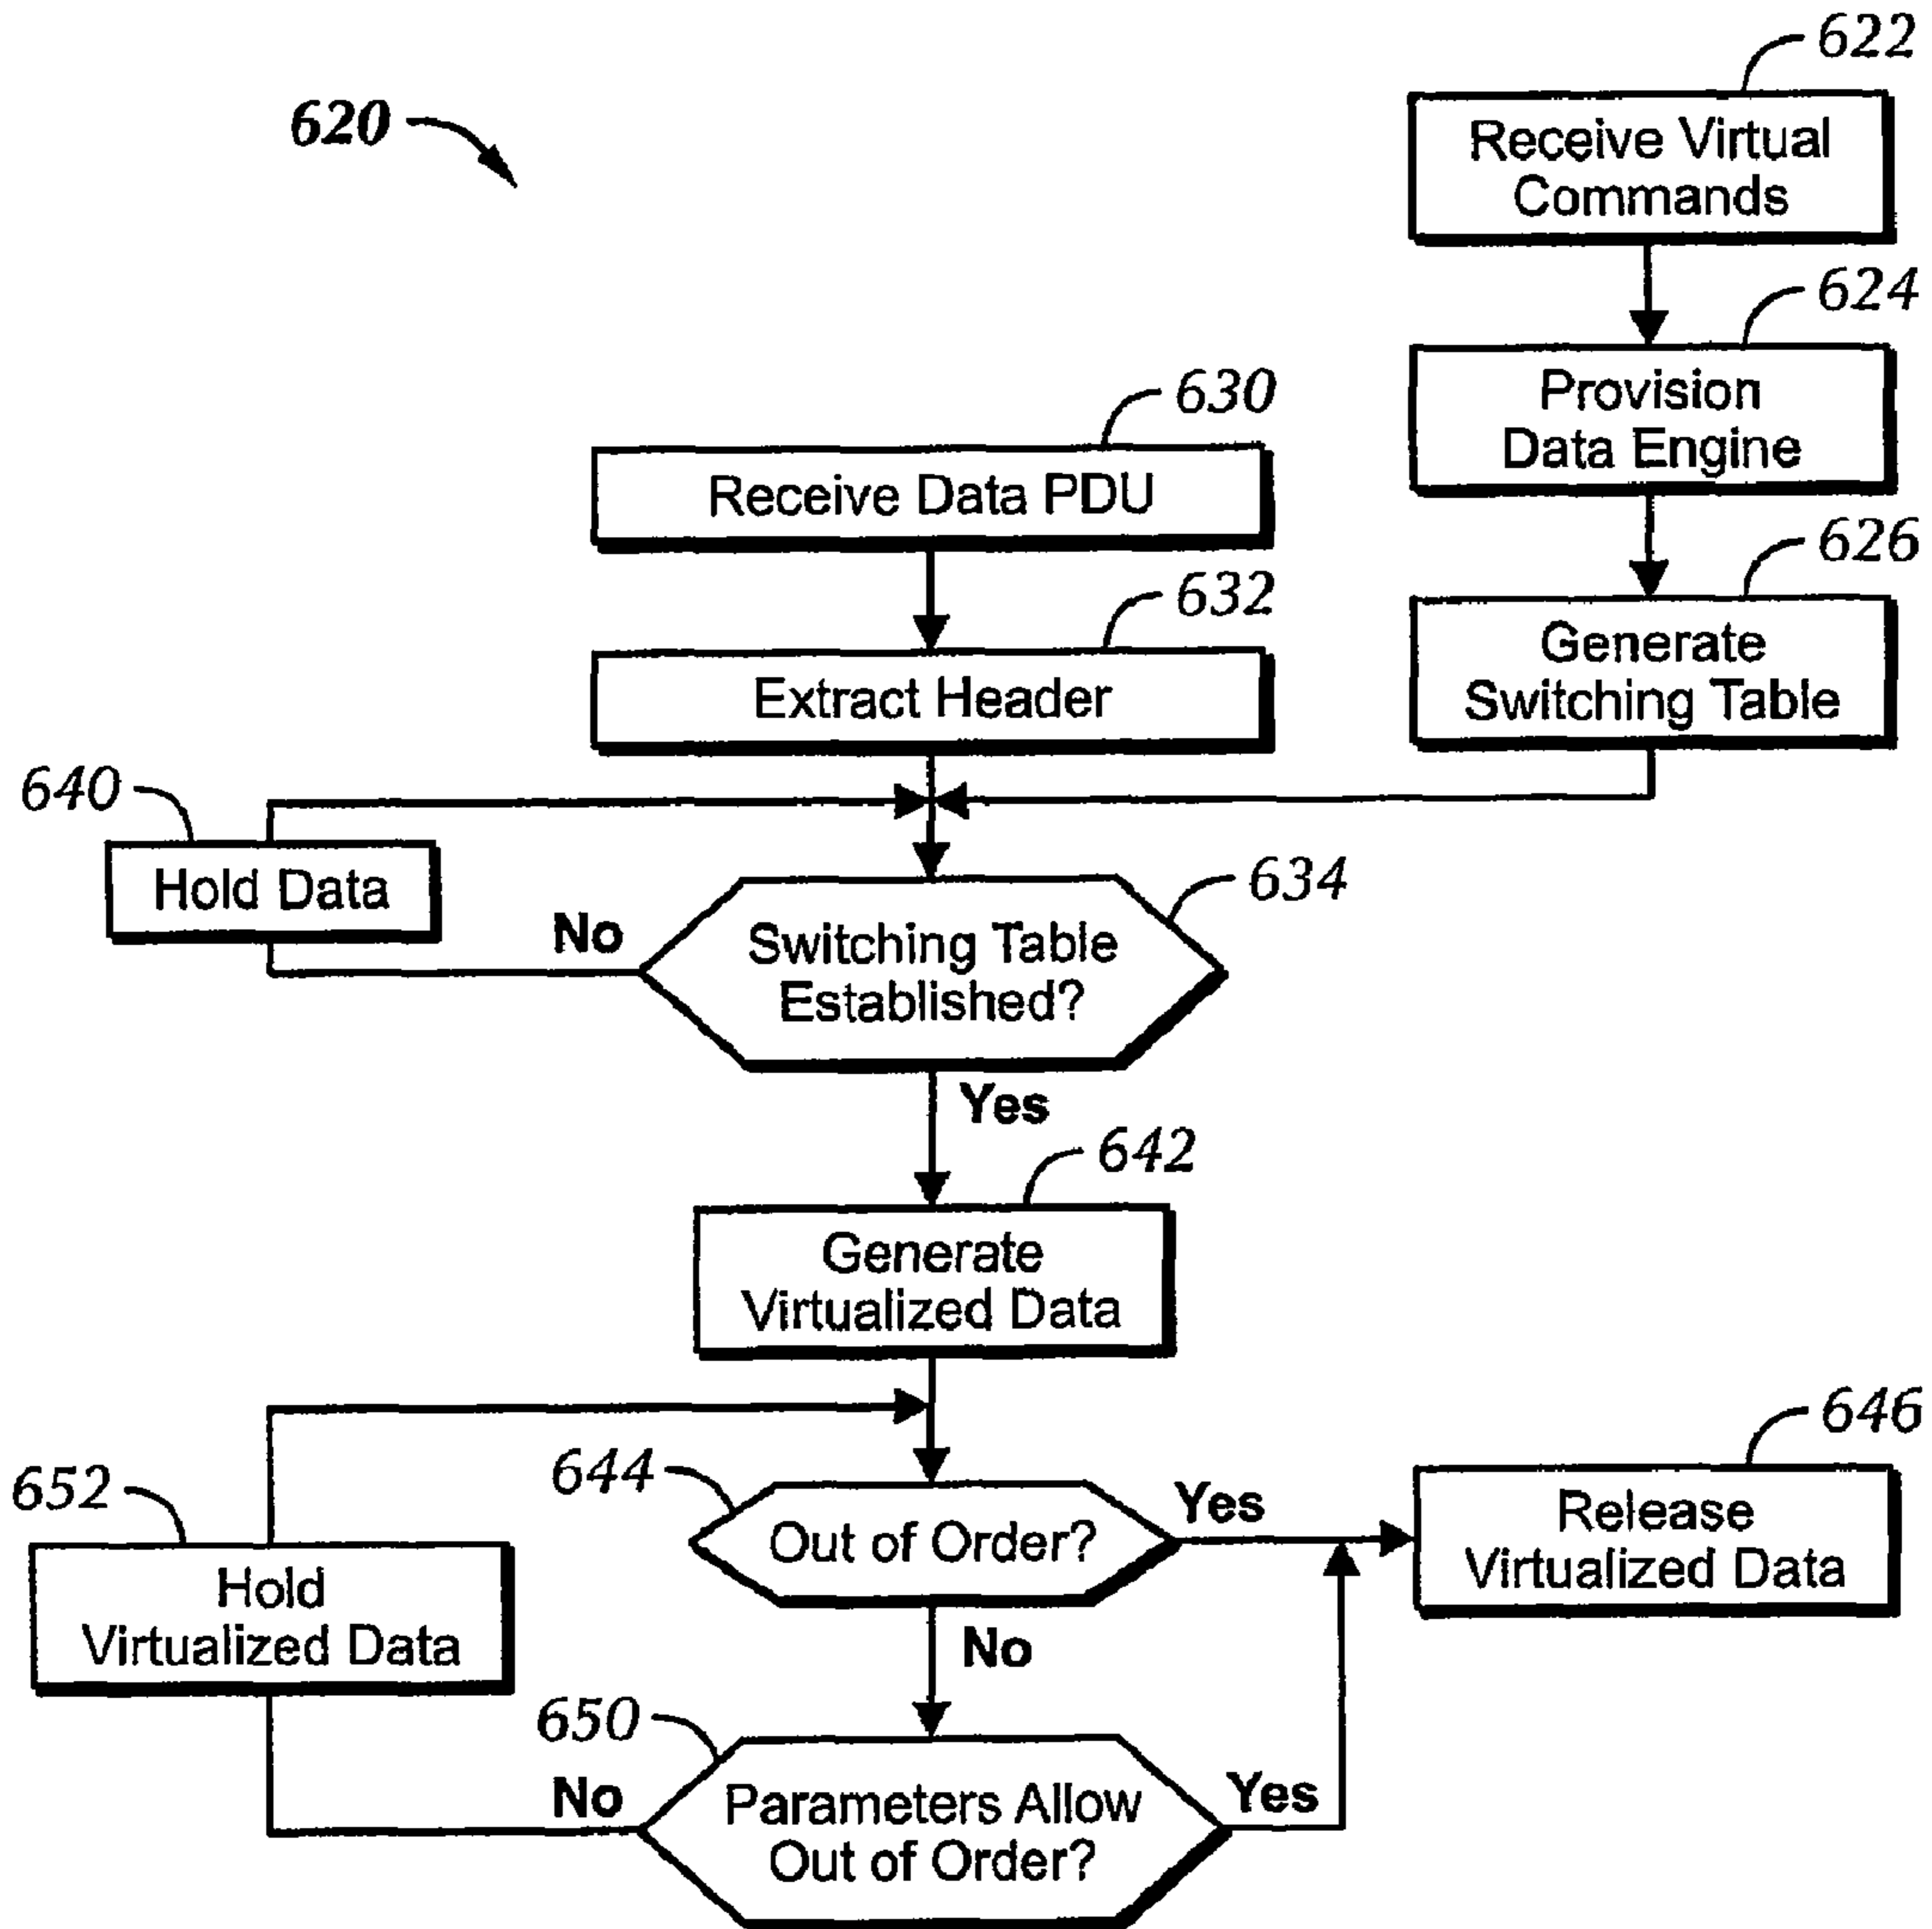 620
622
Receive Virtual
Commands
624
Provision
Data Engine
630
Receive Data PDU
626
Generate
Switching Table
632
Extract Header
640
Hold Data
634
Switching Table
Established?
No
Yes
642
Generate
Virtualized Data
644
Out of Order?
Yes
646
Release
Virtualized Data
652
Hold
Virtualized Data
No
650
Parameters Allow
Out of Order?
No
Yes